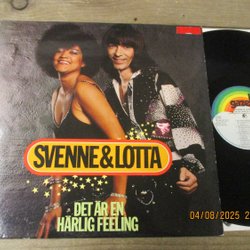 SVENNE & LOTTA
DET ÄR EN
HÄRLIG FEELING
04/08/2025